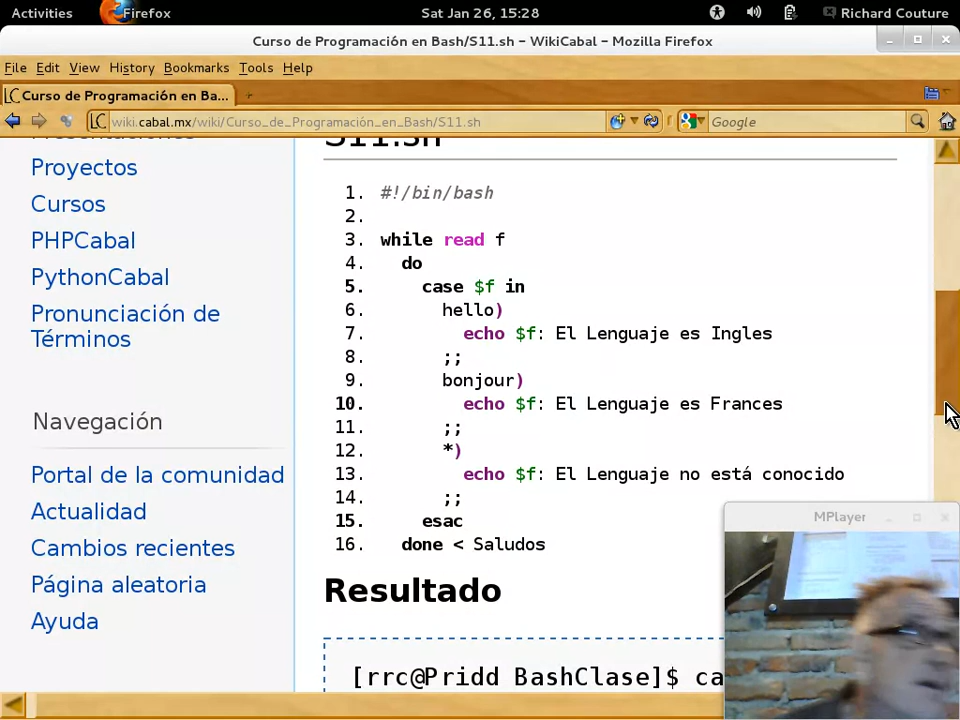 Activities Firefox Sat Jan 26, 15:28 Richard Couture
Curso de Programación en Bash/S11.sh – WikiCabal – Mozilla Firefox
File Edit View History Bookmarks Tools Help
Curso de Programación en Ba...
wiki.cabal.mx/wiki/Curso_de_Programación_en_Bash/S11.sh Google
Presentaciones
Proyectos
Cursos
PHPCabal
PythonCabal
Pronunciación de
Términos
Navegación
Portal de la comunidad
Actualidad
Cambios recientes
Página aleatoria
Ayuda
S11.sh
1. #!/bin/bash
2.
3. while read f
4. do
5. case $f in
6. hello)
7. echo $f: El Lenguaje es Ingles
8. ;;
9. bonjour)
10. echo $f: El Lenguaje es Frances
11. ;;
12. *)
13. echo $f: El Lenguaje no está conocido
14. ;;
15. esac
16. done < Saludos
Resultado
[rrc@Pridd BashClase]$ ca
MPlayer